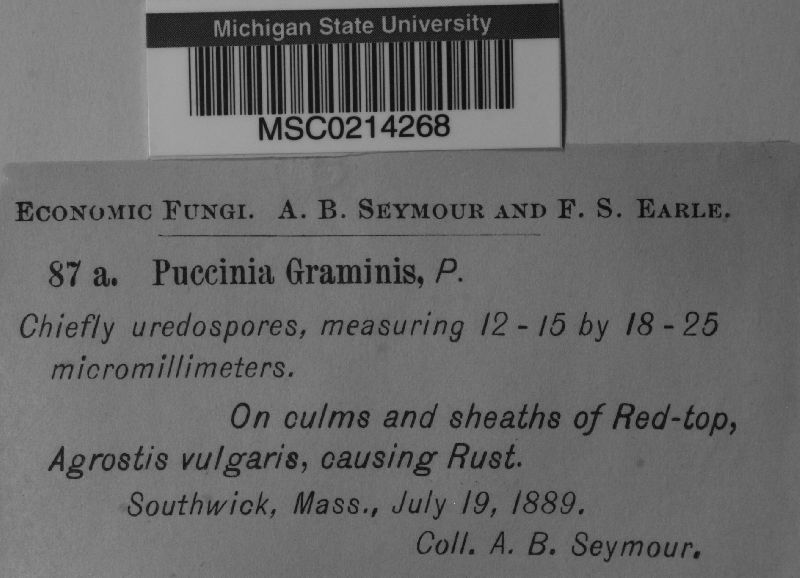 Michigan State University
MSC0214268
Economic Fungi. A. B. Seymour and F. S. Earle.
87 a. Puccinia Graminis, P.
Chiefly uredospores, measuring 12 - 15 by 18 - 25
micromillimeters.
On culms and sheaths of Red-top,
Agrostis vulgaris, causing Rust.
Southwick, Mass., July 19, 1889.
Coll. A. B. Seymour.